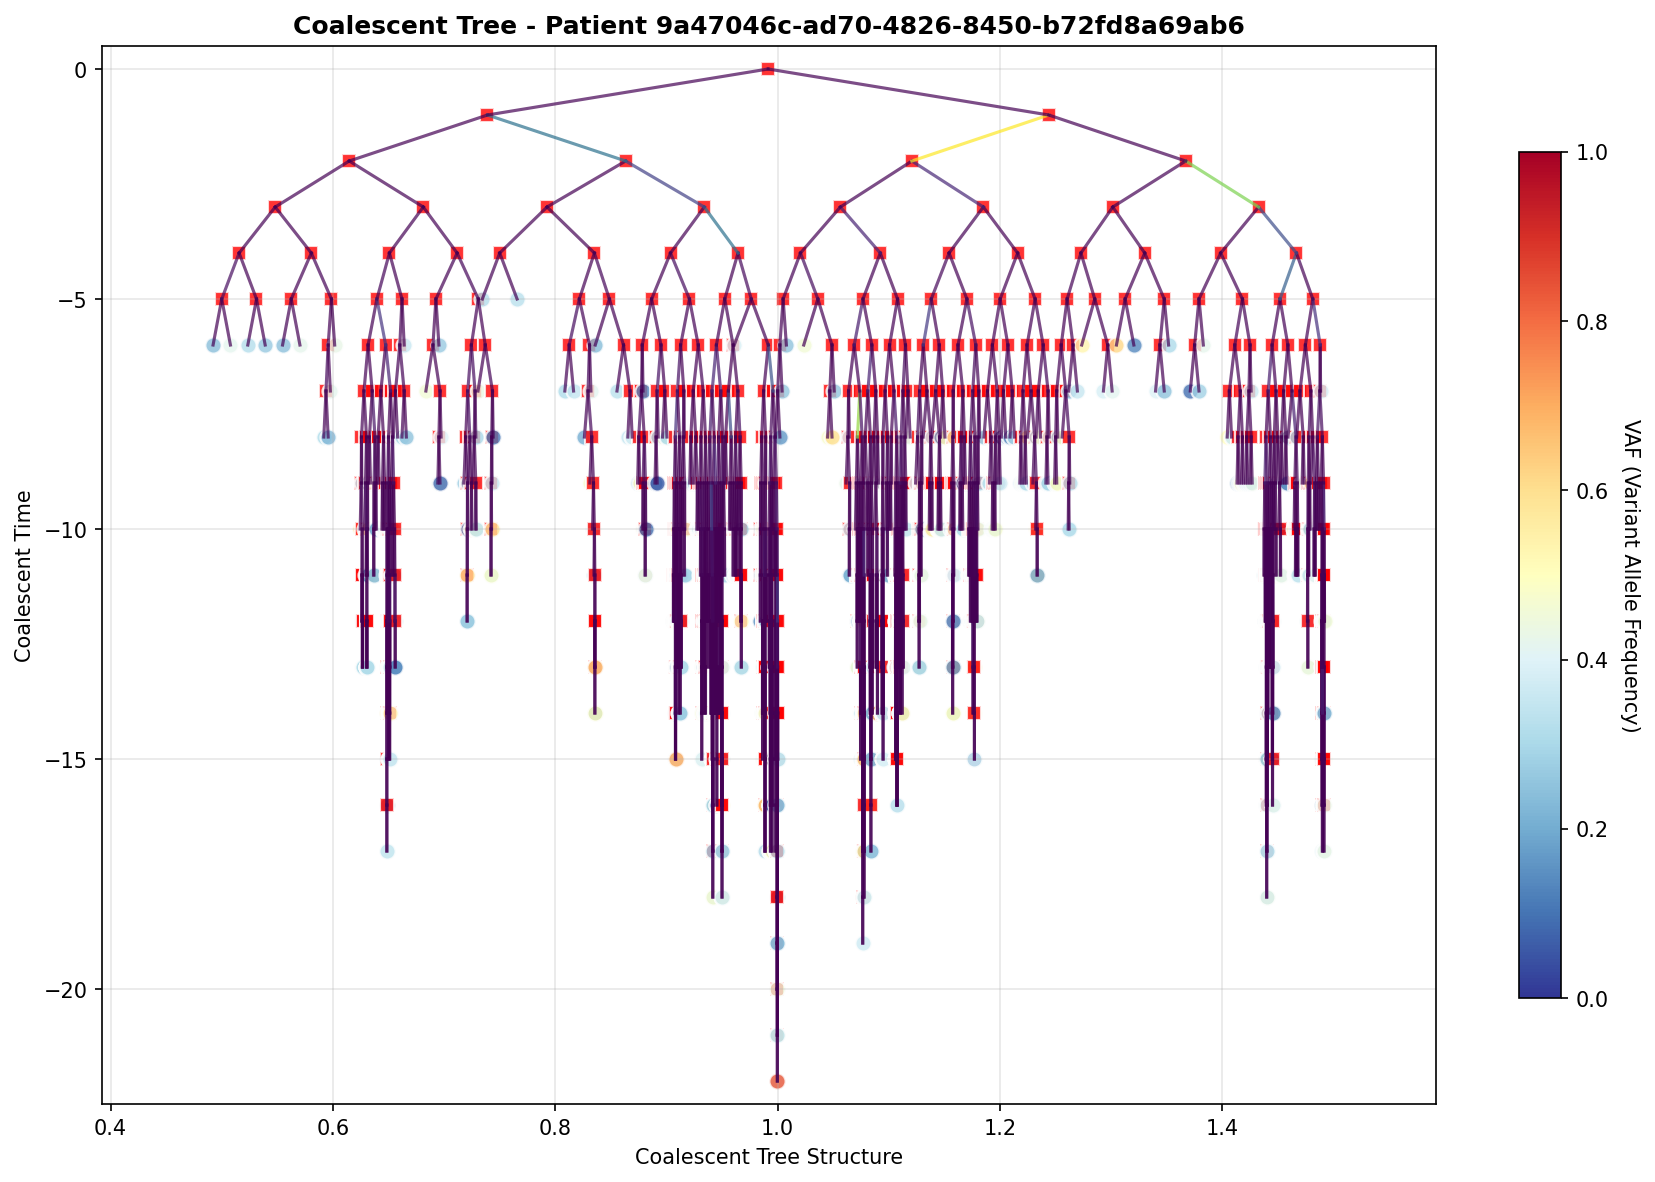 Coalescent Tree - Patient 9a47046c-ad70-4826-8450-b72fd8a69ab6
0
−5
−10
−15
−20
Coalescent Time
0.4 0.6 0.8 1.0 1.2 1.4
Coalescent Tree Structure
1.0
0.8
0.6
0.4
0.2
0.0
VAF (Variant Allele Frequency)